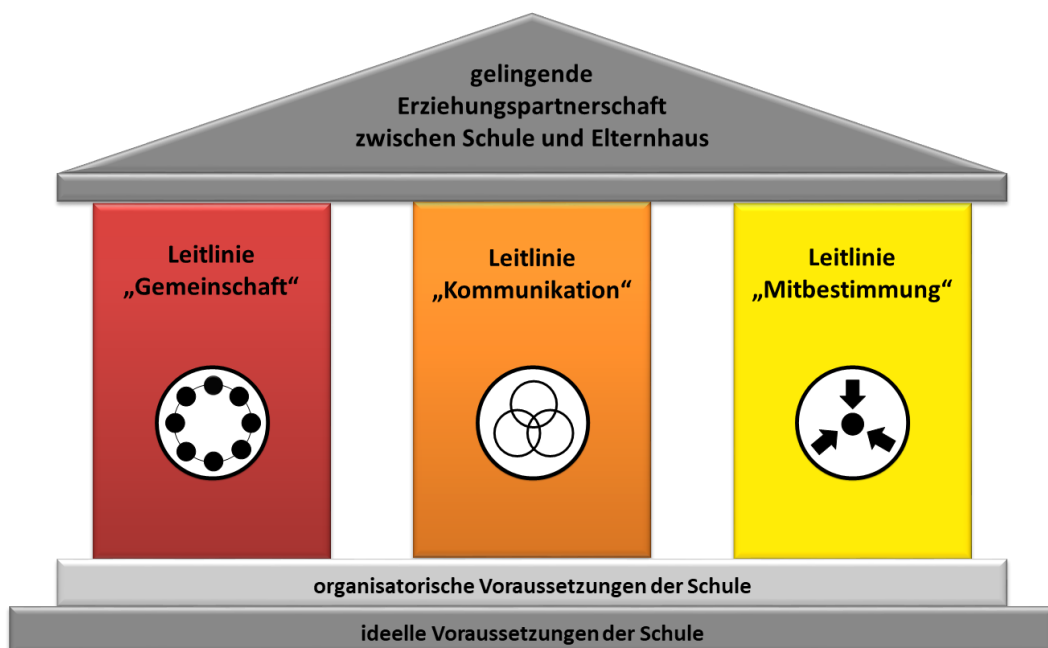 gelingende
Erziehungspartnerschaft
zwischen Schule und Elternhaus
Leitlinie
„Gemeinschaft“
Leitlinie
„Kommunikation“
Leitlinie
„Mitbestimmung“
organisatorische Voraussetzungen der Schule
ideelle Voraussetzungen der Schule